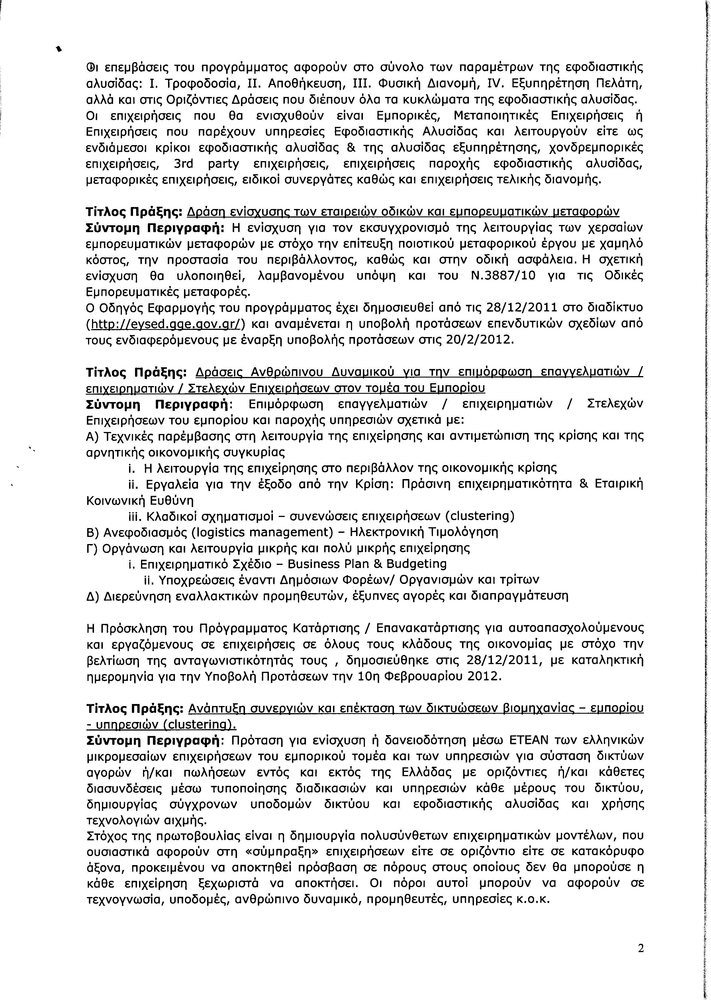 Οι επεμβάσεις του προγράμματος αφορούν στο σύνολο των παραμέτρων της εφοδιαστικής
αλυσίδας: Ι. Τροφοδοσία, ΙΙ. Αποθήκευση, ΙΙΙ. Φυσική Διανομή, IV. Εξυπηρέτηση Πελάτη,
αλλά και στις Οριζόντιες Δράσεις που διέπουν όλα τα κυκλώματα της εφοδιαστικής αλυσίδας.
Οι επιχειρήσεις που θα ενισχυθούν είναι Εμπορικές, Μεταποιητικές Επιχειρήσεις ή
Επιχειρήσεις που παρέχουν υπηρεσίες Εφοδιαστικής Αλυσίδας και λειτουργούν είτε ως
ενδιάμεσοι κρίκοι εφοδιαστικής αλυσίδας & της αλυσίδας εξυπηρέτησης, χονδρεμπορικές
επιχειρήσεις, 3rd party επιχειρήσεις, επιχειρήσεις παροχής εφοδιαστικής αλυσίδας,
μεταφορικές επιχειρήσεις, ειδικοί συνεργάτες καθώς και επιχειρήσεις τελικής διανομής.
Τίτλος Πράξης: Δράση ενίσχυσης των εταιρειών οδικών και εμπορευματικών μεταφορών
Σύντομη Περιγραφή: Η ενίσχυση για τον εκσυγχρονισμό της λειτουργίας των χερσαίων
εμπορευματικών μεταφορών με στόχο την επίτευξη ποιοτικού μεταφορικού έργου με χαμηλό
κόστος, την προστασία του περιβάλλοντος, καθώς και στην οδική ασφάλεια. Η σχετική
ενίσχυση θα υλοποιηθεί, λαμβανομένου υπόψη και του Ν.3887/10 για τις Οδικές
Εμπορευματικές μεταφορές.
Ο Οδηγός Εφαρμογής του προγράμματος έχει δημοσιευθεί από τις 28/12/2011 στο διαδίκτυο
(http://eysed.gge.gov.gr/) και αναμένεται η υποβολή προτάσεων επενδυτικών σχεδίων από
τους ενδιαφερόμενους με έναρξη υποβολής προτάσεων στις 20/2/2012.
Τίτλος Πράξης: Δράσεις Ανθρώπινου Δυναμικού για την επιμόρφωση επαγγελματιών /
επιχειρηματιών / Στελεχών Επιχειρήσεων στον τομέα του Εμπορίου
Σύντομη Περιγραφή: Επιμόρφωση επαγγελματιών / επιχειρηματιών / Στελεχών
Επιχειρήσεων του εμπορίου και παροχής υπηρεσιών σχετικά με:
Α) Τεχνικές παρέμβασης στη λειτουργία της επιχείρησης και αντιμετώπιση της κρίσης και της
αρνητικής οικονομικής συγκυρίας
i. Η λειτουργία της επιχείρησης στο περιβάλλον της οικονομικής κρίσης
ii. Εργαλεία για την έξοδο από την Κρίση: Πράσινη επιχειρηματικότητα & Εταιρική
Κοινωνική Ευθύνη
iii. Κλαδικοί σχηματισμοί – συνενώσεις επιχειρήσεων (clustering)
Β) Ανεφοδιασμός (logistics management) – Ηλεκτρονική Τιμολόγηση
Γ) Οργάνωση και λειτουργία μικρής και πολύ μικρής επιχείρησης
i. Επιχειρηματικό Σχέδιο – Business Plan & Budgeting
ii. Υποχρεώσεις έναντι Δημόσιων Φορέων/ Οργανισμών και τρίτων
Δ) Διερεύνηση εναλλακτικών προμηθευτών, έξυπνες αγορές και διαπραγμάτευση
Η Πρόσκληση του Πρόγραμματος Κατάρτισης / Επανακατάρτισης για αυτοαπασχολούμενους
και εργαζόμενους σε επιχειρήσεις σε όλους τους κλάδους της οικονομίας με στόχο την
βελτίωση της ανταγωνιστικότητάς τους , δημοσιεύθηκε στις 28/12/2011, με καταληκτική
ημερομηνία για την Υποβολή Προτάσεων την 10η Φεβρουαρίου 2012.
Τίτλος Πράξης: Ανάπτυξη συνεργιών και επέκταση των δικτυώσεων βιομηχανίας – εμπορίου
- υπηρεσιών (clustering).
Σύντομη Περιγραφή: Πρόταση για ενίσχυση ή δανειοδότηση μέσω ΕΤΕΑΝ των ελληνικών
μικρομεσαίων επιχειρήσεων του εμπορικού τομέα και των υπηρεσιών για σύσταση δικτύων
αγορών ή/και πωλήσεων εντός και εκτός της Ελλάδας με οριζόντιες ή/και κάθετες
διασυνδέσεις μέσω τυποποίησης διαδικασιών και υπηρεσιών κάθε μέρους του δικτύου,
δημιουργίας σύγχρονων υποδομών δικτύου και εφοδιαστικής αλυσίδας και χρήσης
τεχνολογιών αιχμής.
Στόχος της πρωτοβουλίας είναι η δημιουργία πολυσύνθετων επιχειρηματικών μοντέλων, που
ουσιαστικά αφορούν στη «σύμπραξη» επιχειρήσεων είτε σε οριζόντιο είτε σε κατακόρυφο
άξονα, προκειμένου να αποκτηθεί πρόσβαση σε πόρους στους οποίους δεν θα μπορούσε η
κάθε επιχείρηση ξεχωριστά να αποκτήσει. Οι πόροι αυτοί μπορούν να αφορούν σε
τεχνογνωσία, υποδομές, ανθρώπινο δυναμικό, προμηθευτές, υπηρεσίες κ.ο.κ.
2